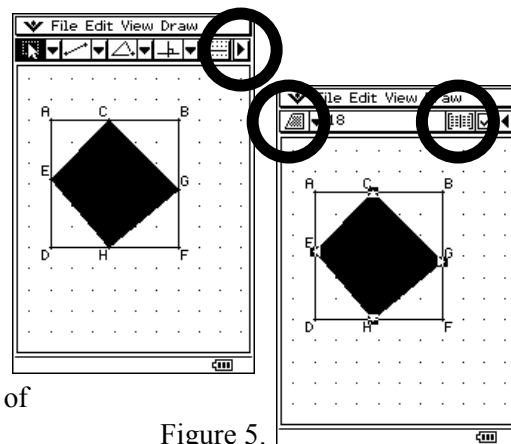 File Edit View Draw
A C B
E
G
D H F
File Edit View Draw
18
A C B
E G
D H F
of
Figure 5.